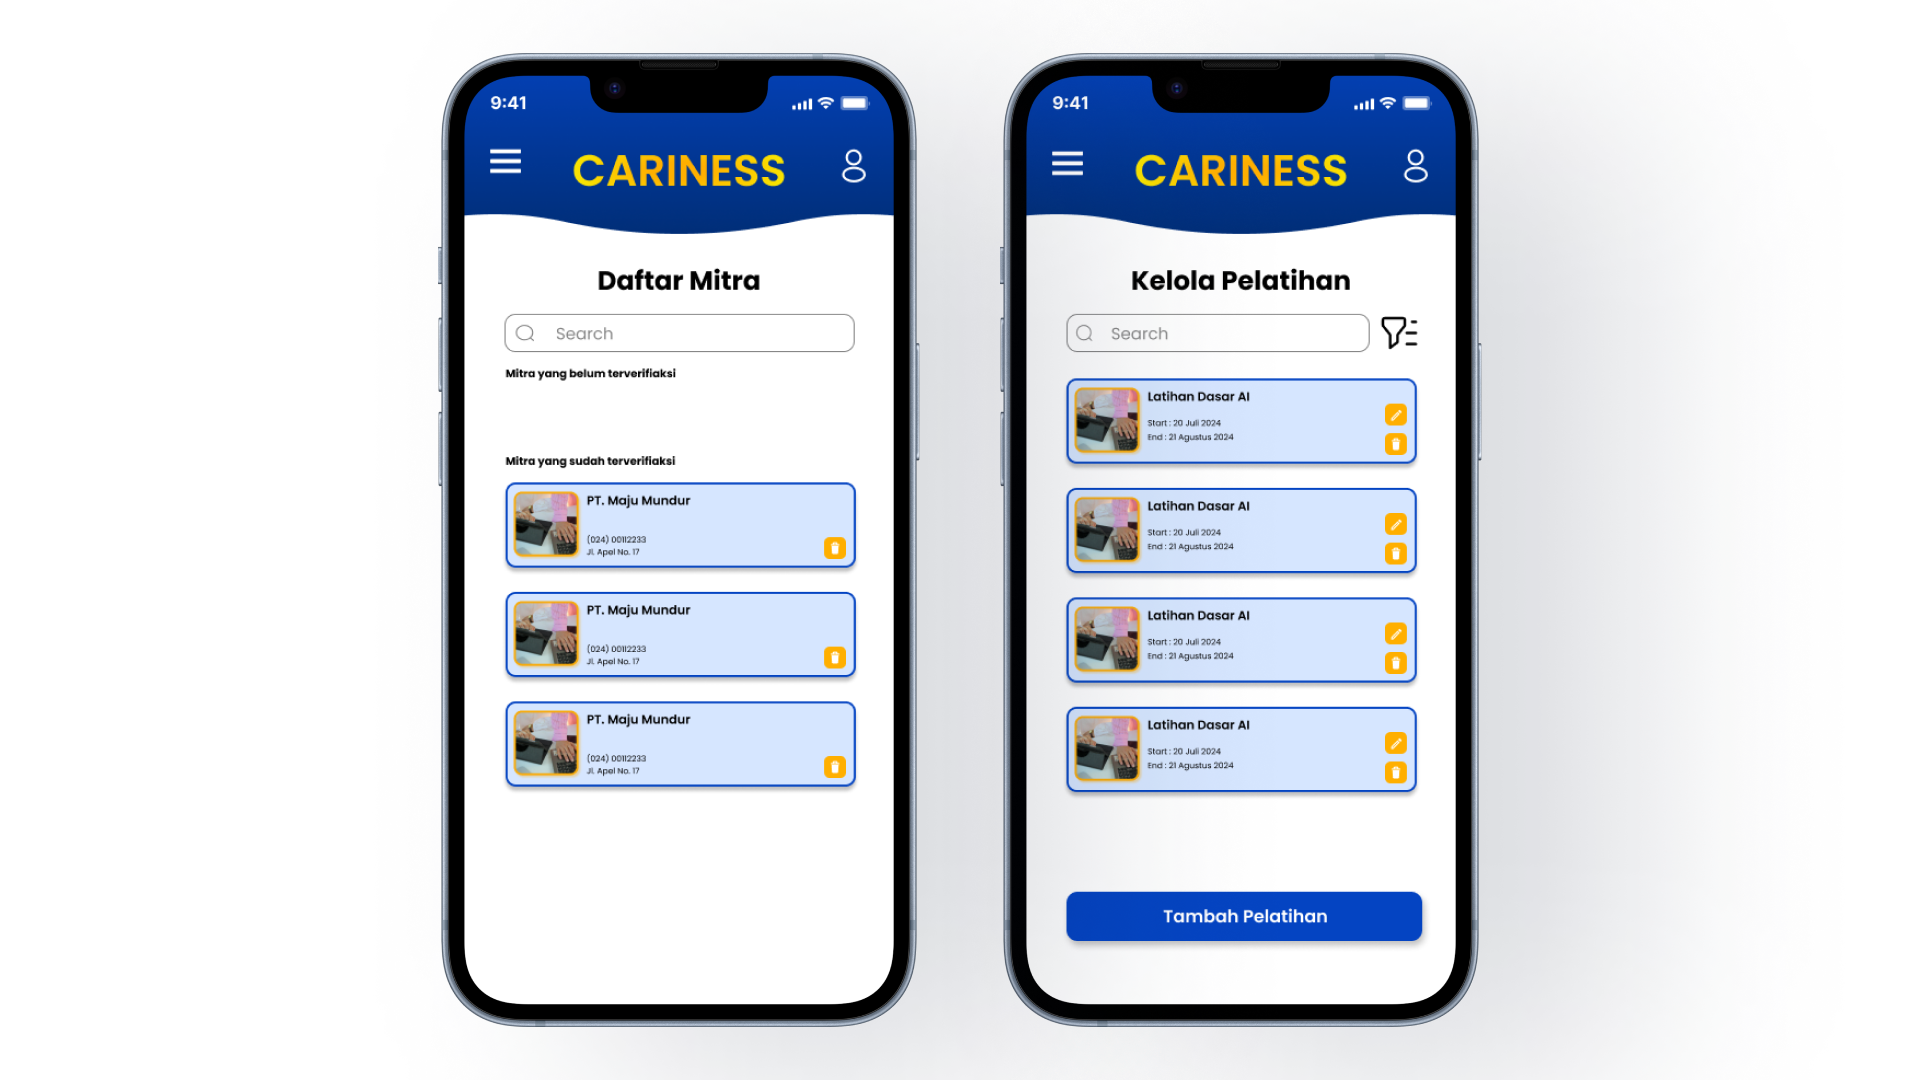 9:41
CARINESS
Daftar Mitra
Search
Mitra yang belum terverifiaksi
Mitra yang sudah terverifiaksi
PT. Maju Mundur
(024) 00112233
Jl. Apel No. 17
PT. Maju Mundur
(024) 00112233
Jl. Apel No. 17
PT. Maju Mundur
(024) 00112233
Jl. Apel No. 17
9:41
CARINESS
Kelola Pelatihan
Search
Latihan Dasar AI
Start : 20 Juli 2024
End : 21 Agustus 2024
Latihan Dasar AI
Start : 20 Juli 2024
End : 21 Agustus 2024
Latihan Dasar AI
Start : 20 Juli 2024
End : 21 Agustus 2024
Latihan Dasar AI
Start : 20 Juli 2024
End : 21 Agustus 2024
Tambah Pelatihan